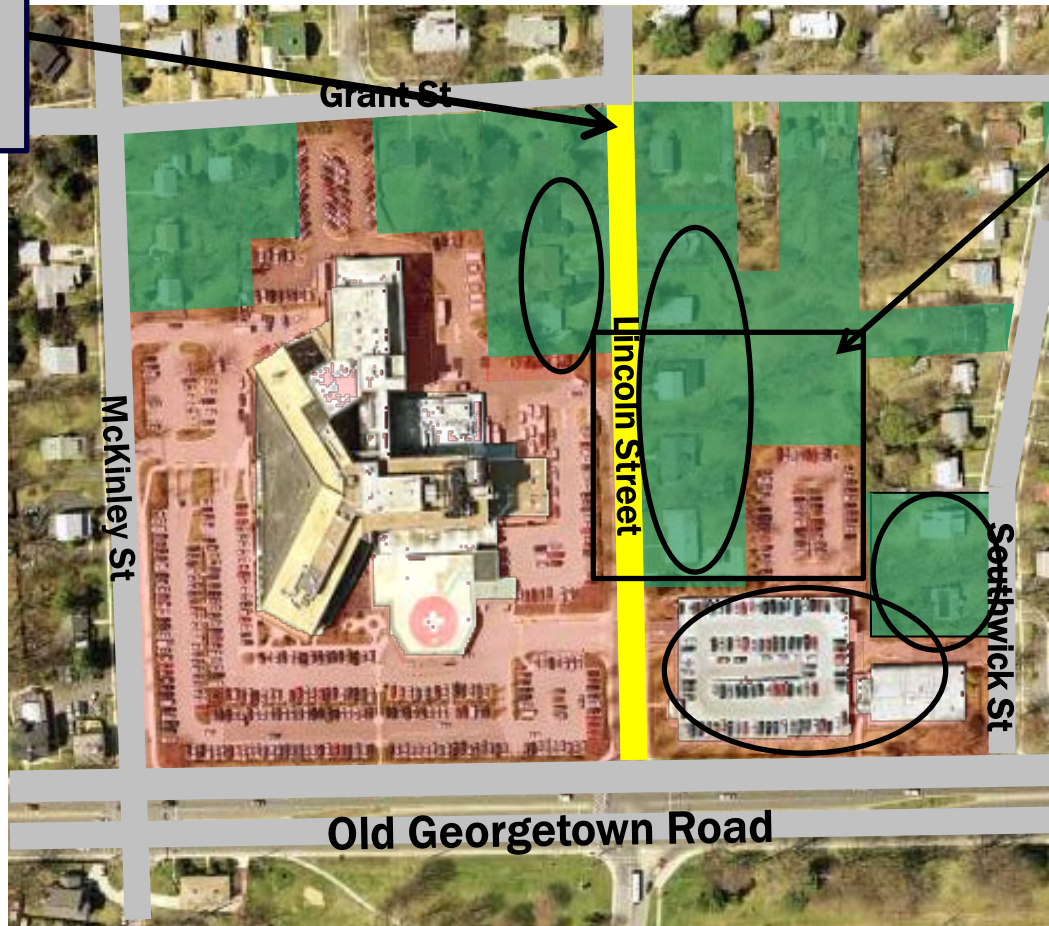 Grant St
Lincoln Street
McKinley St
Southwick St
Old Georgetown Road